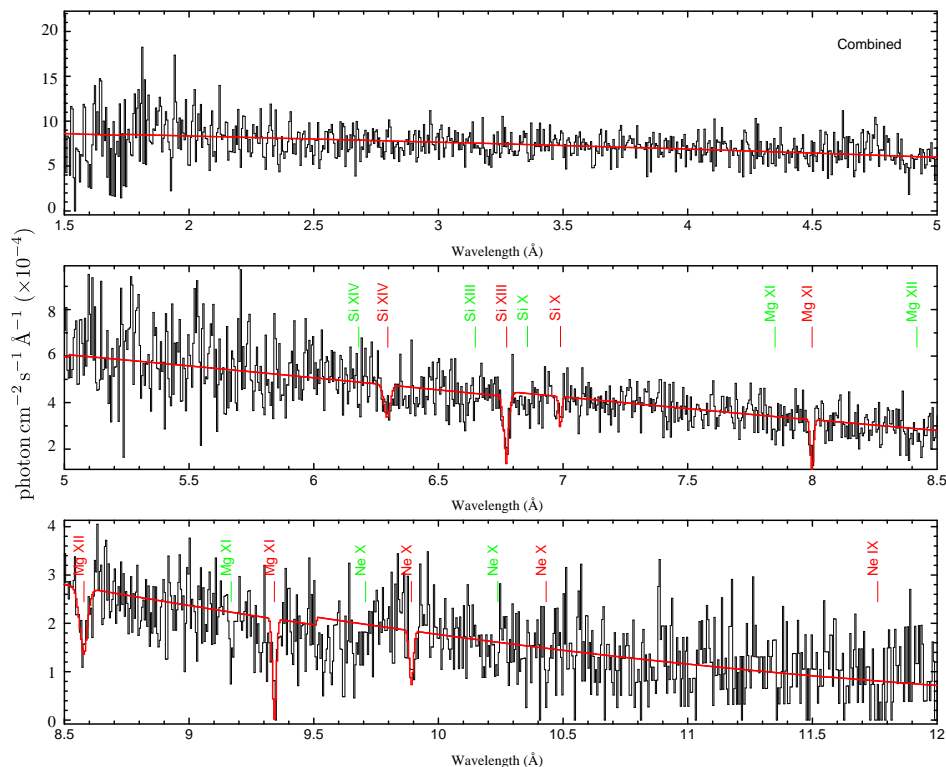 20
15
10
5
0
Combined
1.5 2 2.5 3 3.5 4 4.5 5
Wavelength (Å)
photon cm−2 s−1 Å−1 (×10−4)
8
6
4
2
Si XIV Si XIV Si XIII Si XIII Si X Si X Mg XI Mg XI Mg XII
5 5.5 6 6.5 7 7.5 8 8.5
Wavelength (Å)
4
3
2
1
0
Mg XII Mg XI Mg XI Ne X Ne X Ne X Ne X Ne IX
8.5 9 9.5 10 10.5 11 11.5 12
Wavelength (Å)